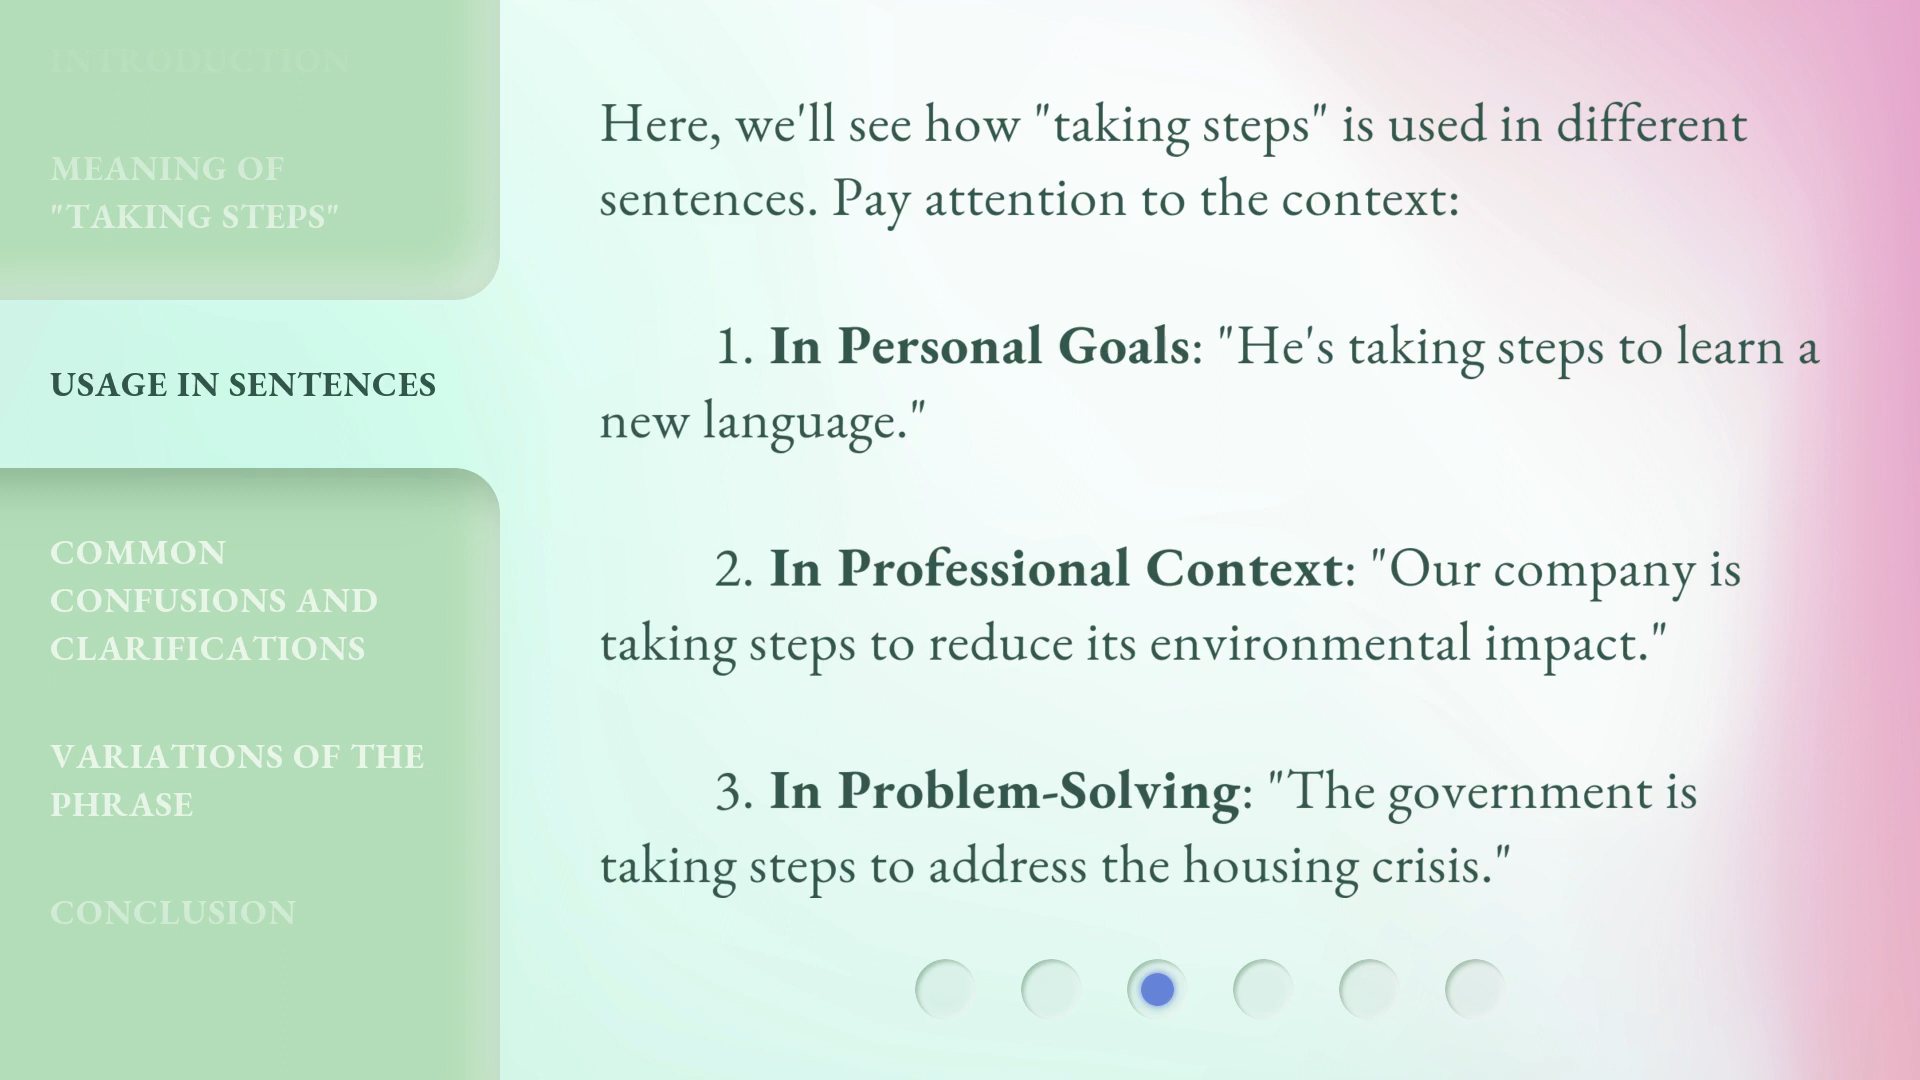 INTRODUCTION
MEANING OF
"TAKING STEPS"
USAGE IN SENTENCES
COMMON
CONFUSIONS AND
CLARIFICATIONS
VARIATIONS OF THE
PHRASE
CONCLUSION
Here, we'll see how "taking steps" is used in different
sentences. Pay attention to the context:
1. In Personal Goals: "He's taking steps to learn a
new language."
2. In Professional Context: "Our company is
taking steps to reduce its environmental impact."
3. In Problem-Solving: "The government is
taking steps to address the housing crisis."